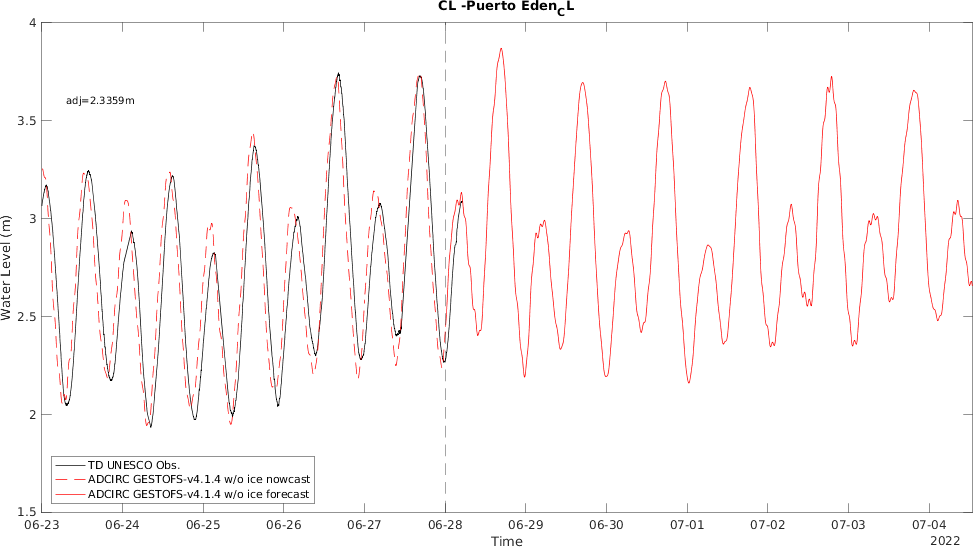 CL -Puerto Eden_CL
4
adj=2.3359m
3.5
3
Water Level (m)
2.5
2
TD UNESCO Obs.
ADCIRC GESTOFS-v4.1.4 w/o ice nowcast
ADCIRC GESTOFS-v4.1.4 w/o ice forecast
1.5
06-23 06-24 06-25 06-26 06-27 06-28 06-29 06-30 07-01 07-02 07-03 07-04
Time
2022